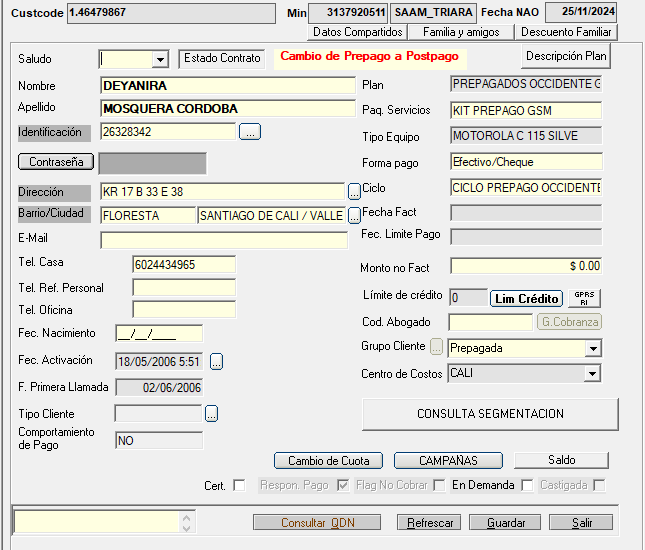 Custcode 1.46479867 Min 3137920511 SAAM_TRIARA Fecha NAO 25/11/2024
Datos Compartidos Familia y amigos Descuento Familiar
Saludo Estado Contrato Cambio de Prepago a Postpago Descripción Plan
Nombre DEYANIRA Plan PREPAGADOS OCCIDENTE G
Apellido MOSQUERA CORDOBA Paq. Servicios KIT PREPAGO GSM
Identificación 26328342 ... Tipo Equipo MOTOROLA C 115 SILVE
Contraseña Forma pago Efectivo/Cheque
Dirección KR 17 B 33 E 38 ... Ciclo CICLO PREPAGO OCCIDENTE
Barrio/Ciudad FLORESTA SANTIAGO DE CALI / VALLE ... Fecha Fact
E-Mail Fec. Limite Pago
Tel. Casa 6024434965 Monto no Fact $ 0.00
Tel. Ref. Personal Límite de crédito 0 Lim Crédito GPRS RI
Tel. Oficina Cod. Abogado G.Cobranza
Fec. Nacimiento __/__/____ Grupo Cliente ... Prepagada
Fec. Activación 18/05/2006 5:51 ... Centro de Costos CALI
F. Primera Llamada 02/06/2006
Tipo Cliente ... CONSULTA SEGMENTACION
Comportamiento de Pago NO
Cambio de Cuota CAMPAÑAS Saldo
Cert. Respon. Pago Flag No Cobrar En Demanda Castigada
Consultar QDN Refrescar Guardar Salir